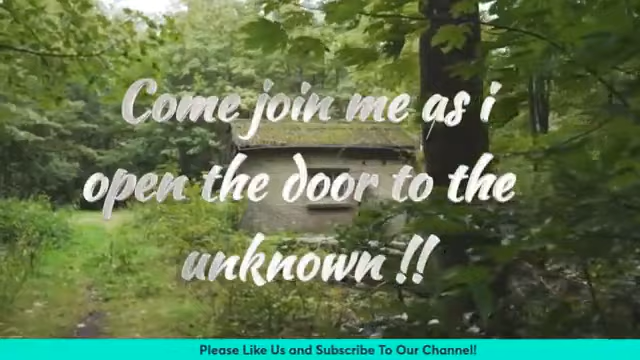 Come join me as i
open the door to the
unknown !!
Please Like Us and Subscribe To Our Channel!